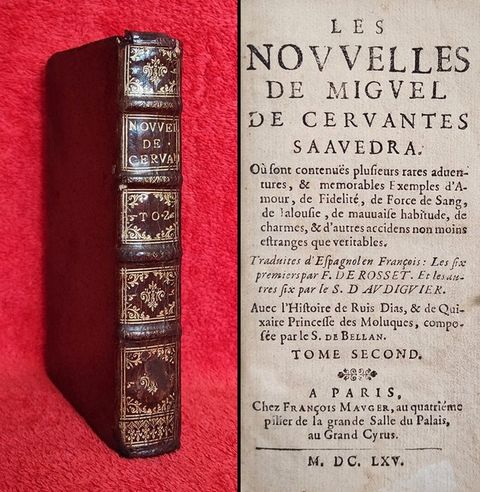 NOUVEL
DE
CERVA
TO·2
LES
NOVVELLES
DE MIGVEL
DE CERVANTES
SAAVEDRA.
Où sont contenuës plusieurs rares aduen-
tures, & memorables Exemples d'A-
mour, de Fidelité, de Force de Sang,
de Ialousie, de mauuaise habitude, de
charmes, & d'autres accidens non moins
estranges que veritables.
Traduites d'Espagnol en François: Les six
premiers par F. DE ROSSET. Et les au-
tres six par le S. D AVDIGVIER.
Avec l'Histoire de Ruis Dias, & de Qui-
xaire Princesse des Moluques, compo-
sée par le S. DE BELLAN.
TOME SECOND.
A PARIS,
Chez FRANÇOIS MAVGER, au quatriéme
pilier de la grande Salle du Palais,
au Grand Cyrus.
M. DC. LXV.